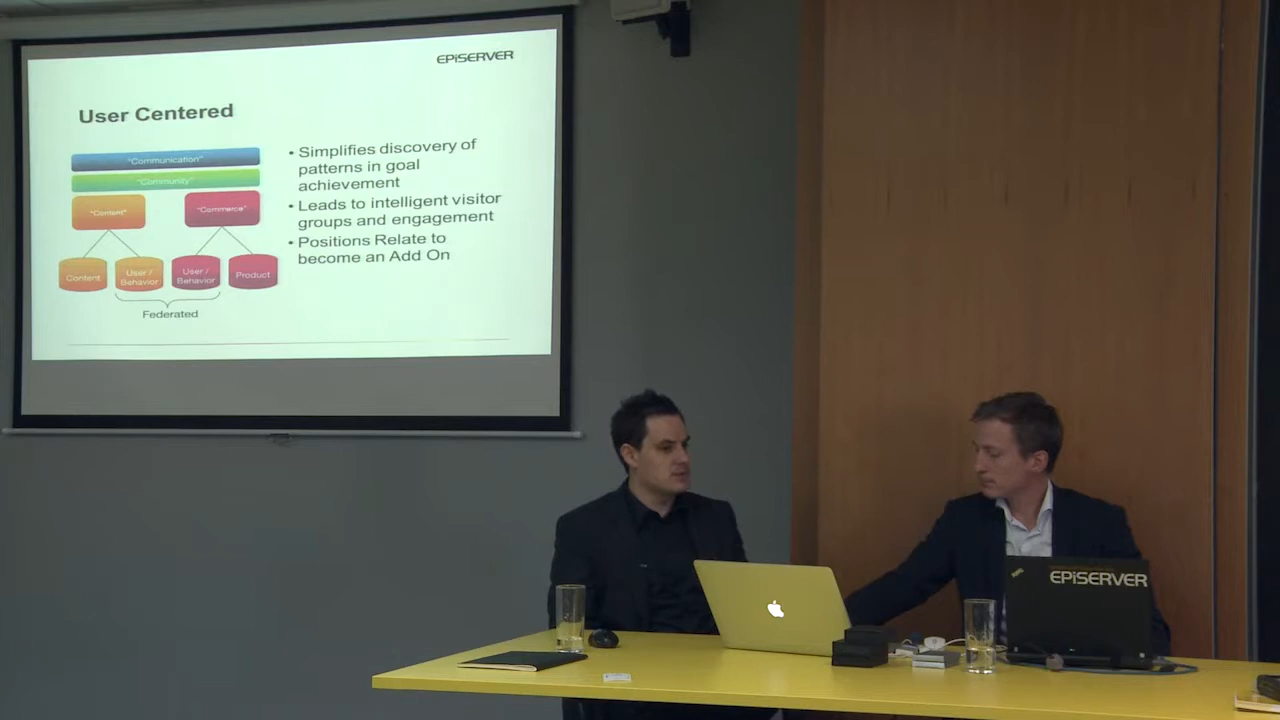 EPiSERVER
User Centered
"Communication"
"Community"
"Content"
"Commerce"
Content
User /
Behavior
User /
Behavior
Product
Federated
• Simplifies discovery of
patterns in goal
achievement
• Leads to intelligent visitor
groups and engagement
• Positions Relate to
become an Add On
EPiSERVER